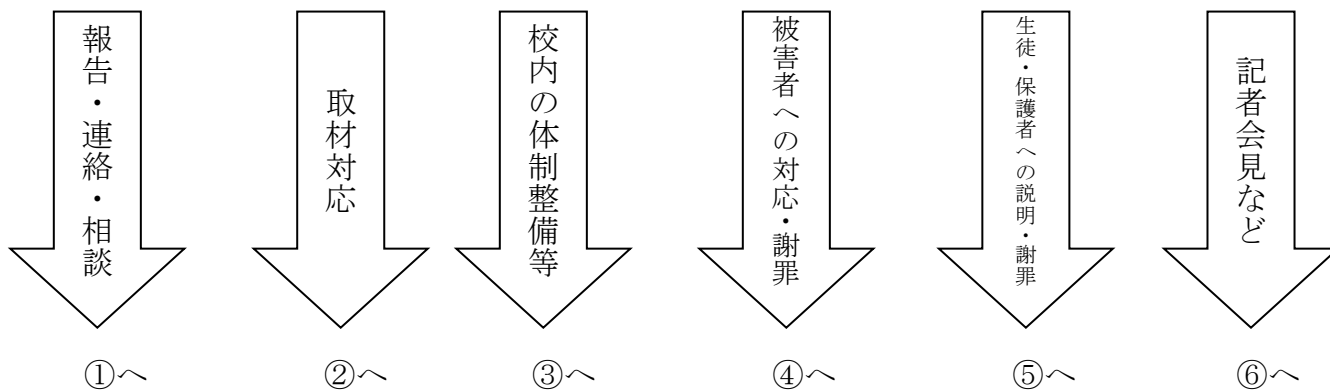 報告・連絡・相談
取材対応
校内の体制整備等
被害者への対応・謝罪
生徒・保護者への説明・謝罪
記者会見など
①へ
②へ
③へ
④へ
⑤へ
⑥へ